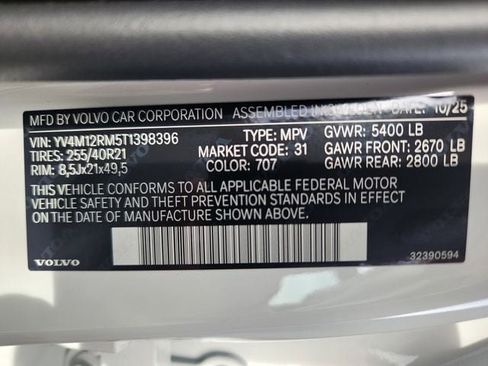 MFD BY VOLVO CAR CORPORATION ASSEMBLED IN SWEDEN DATE: 10/25
VIN: YV4M12RM5T1398396 TYPE: MPV GVWR: 5400 LB
TIRES: 255/40R21 MARKET CODE: 31 GAWR FRONT: 2670 LB
RIM: 8,5Jx21x49,5 COLOR: 707 GAWR REAR: 2800 LB
THIS VEHICLE CONFORMS TO ALL APPLICABLE FEDERAL MOTOR
VEHICLE SAFETY AND THEFT PREVENTION STANDARDS IN EFFECT
ON THE DATE OF MANUFACTURE SHOWN ABOVE.
VOLVO 32390594